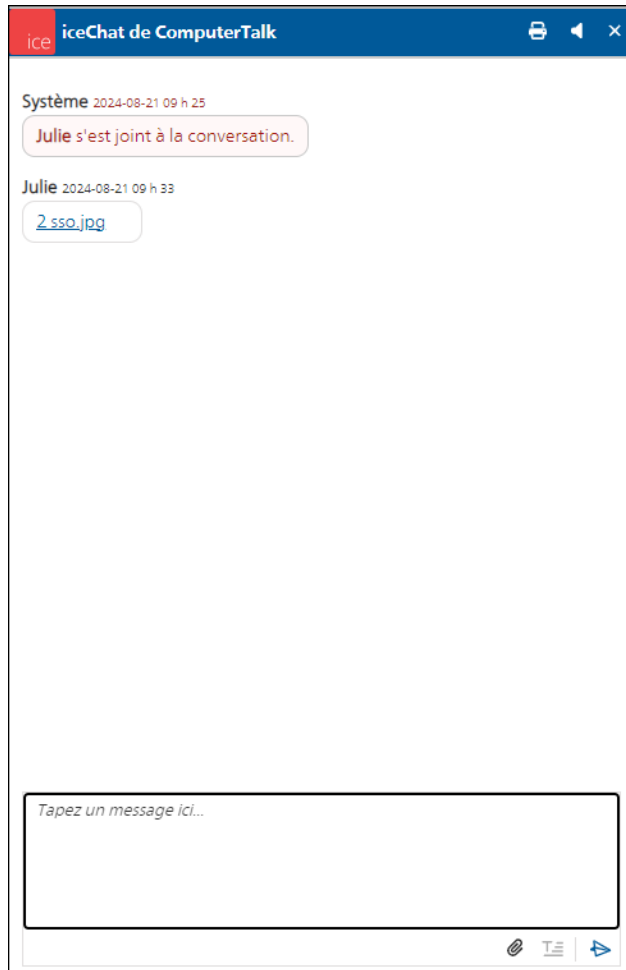 ice iceChat de ComputerTalk
Système 2024-08-21 09 h 25
Julie s'est joint à la conversation.
Julie 2024-08-21 09 h 33
2 sso.jpg
Tapez un message ici...